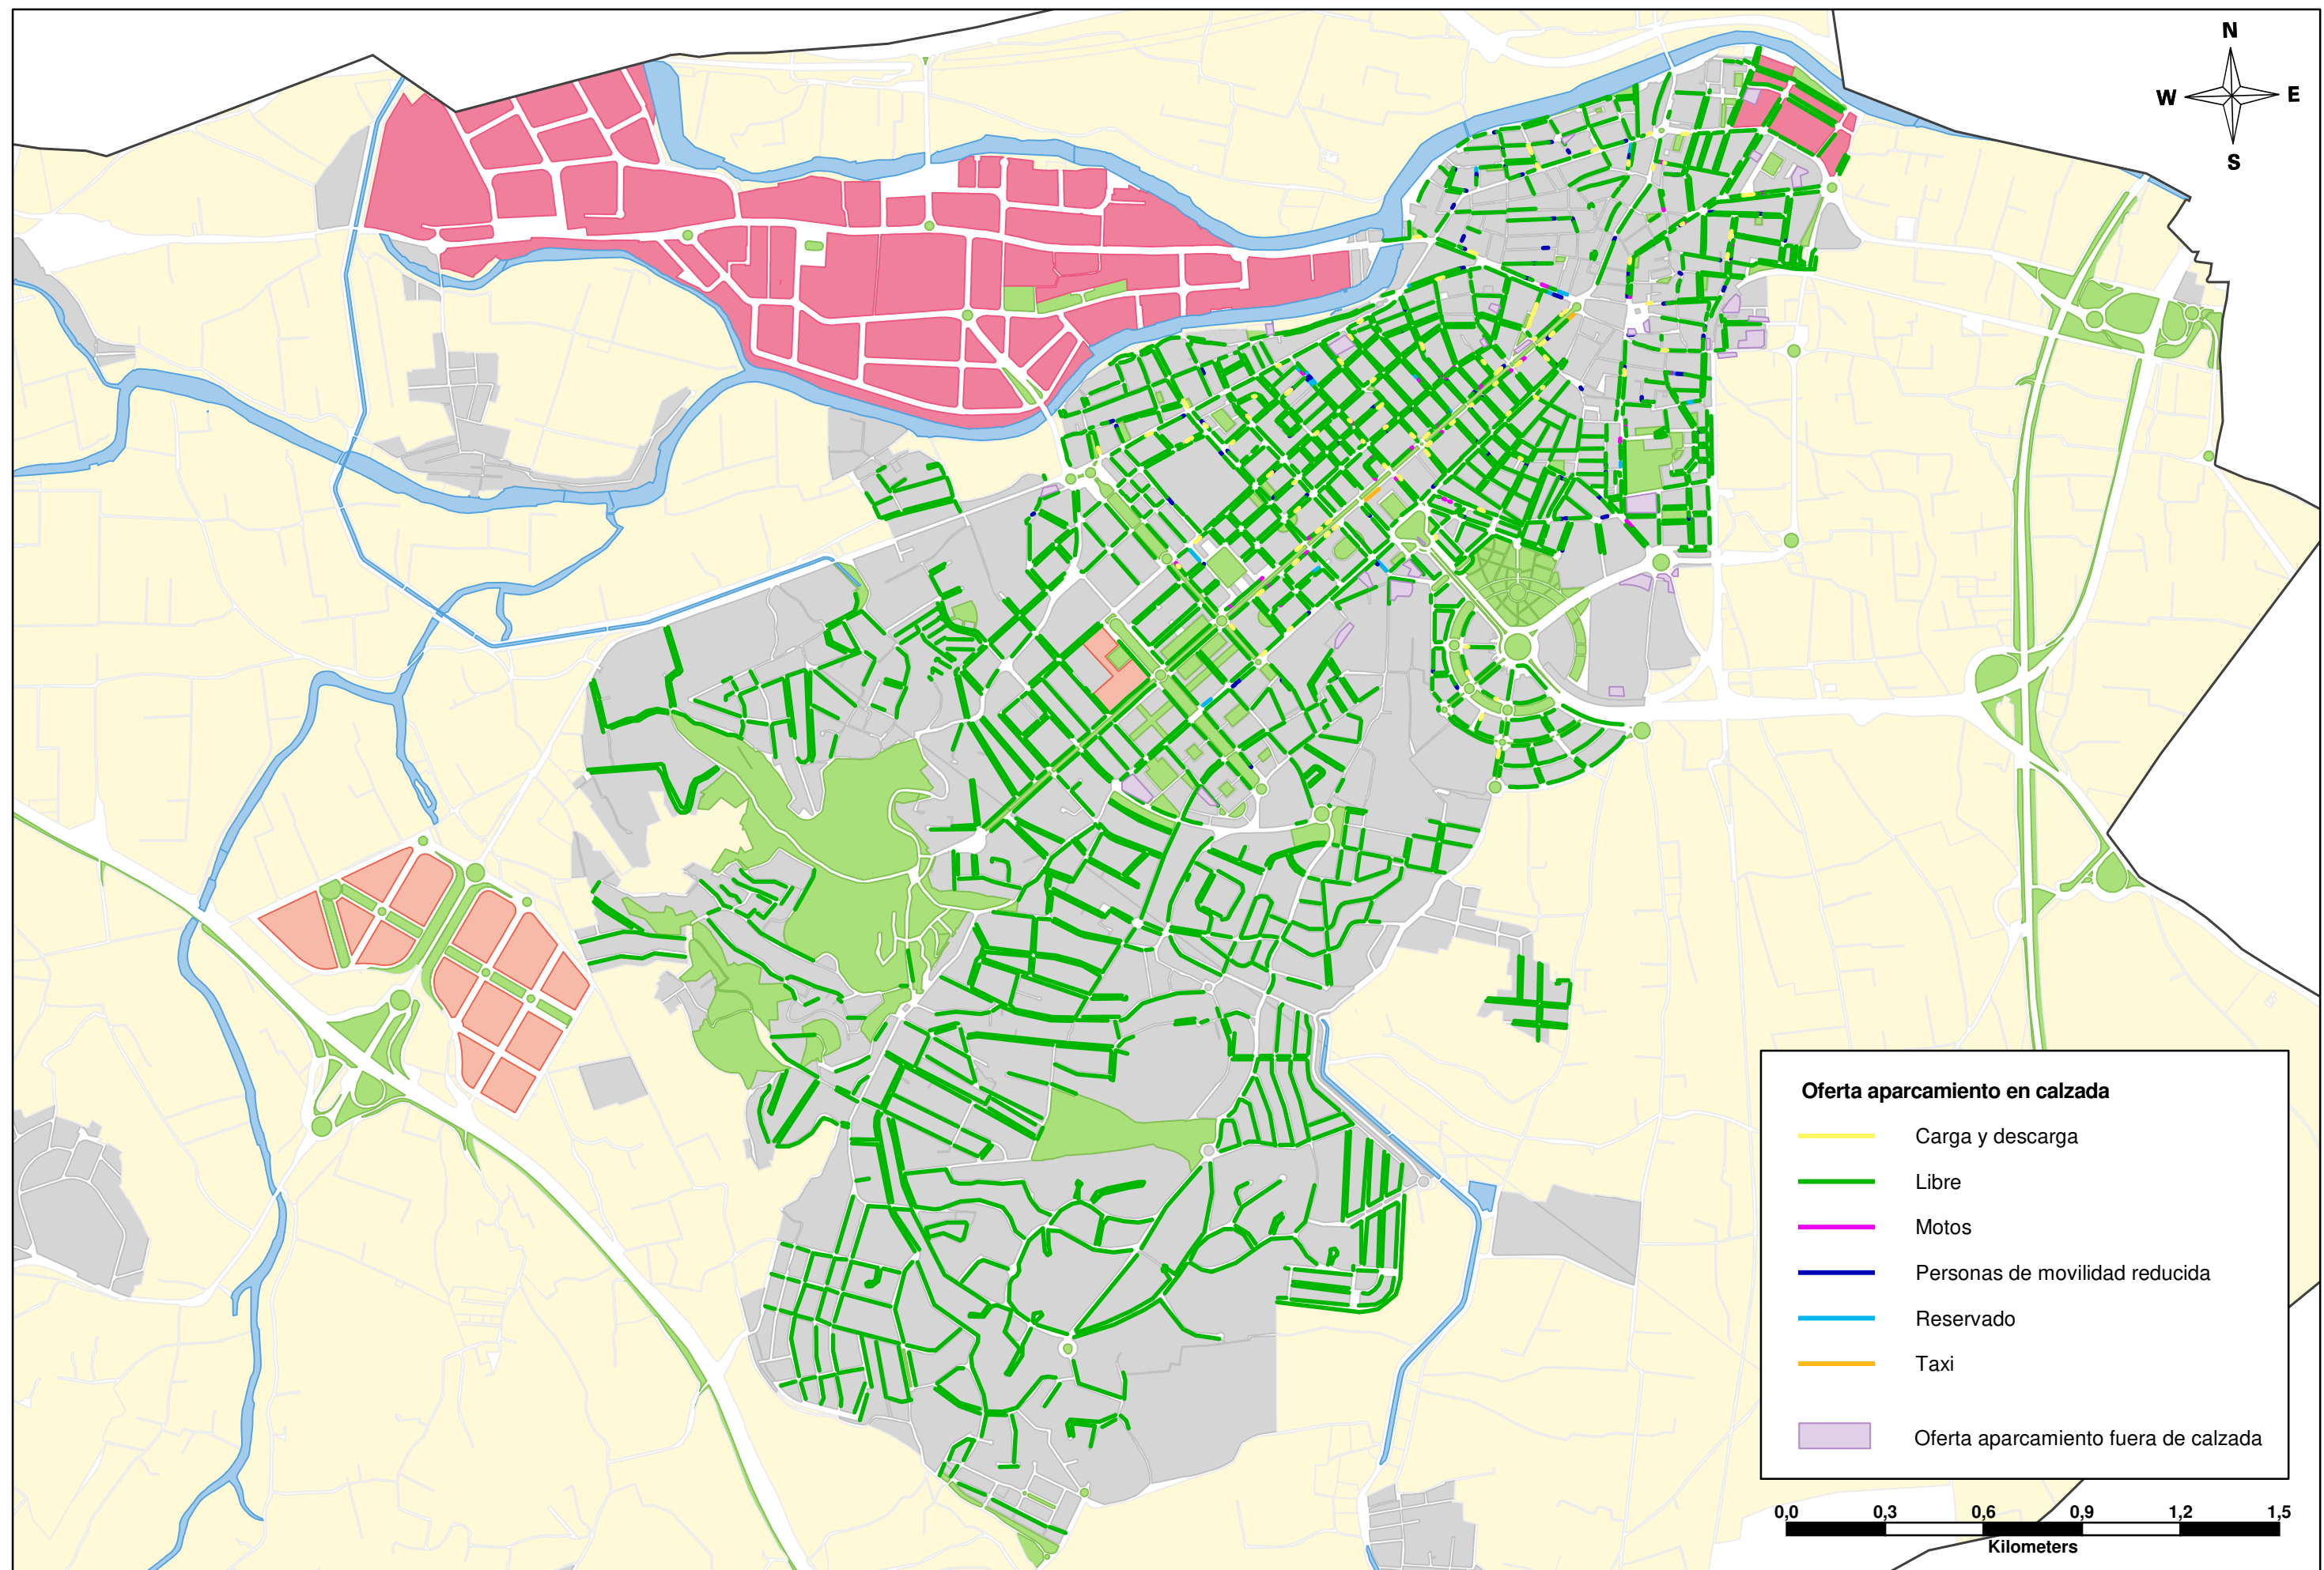 N
W E
S
Oferta aparcamiento en calzada
Carga y descarga
Libre
Motos
Personas de movilidad reducida
Reservado
Taxi
Oferta aparcamiento fuera de calzada
0,0 0,3 0,6 0,9 1,2 1,5
Kilometers